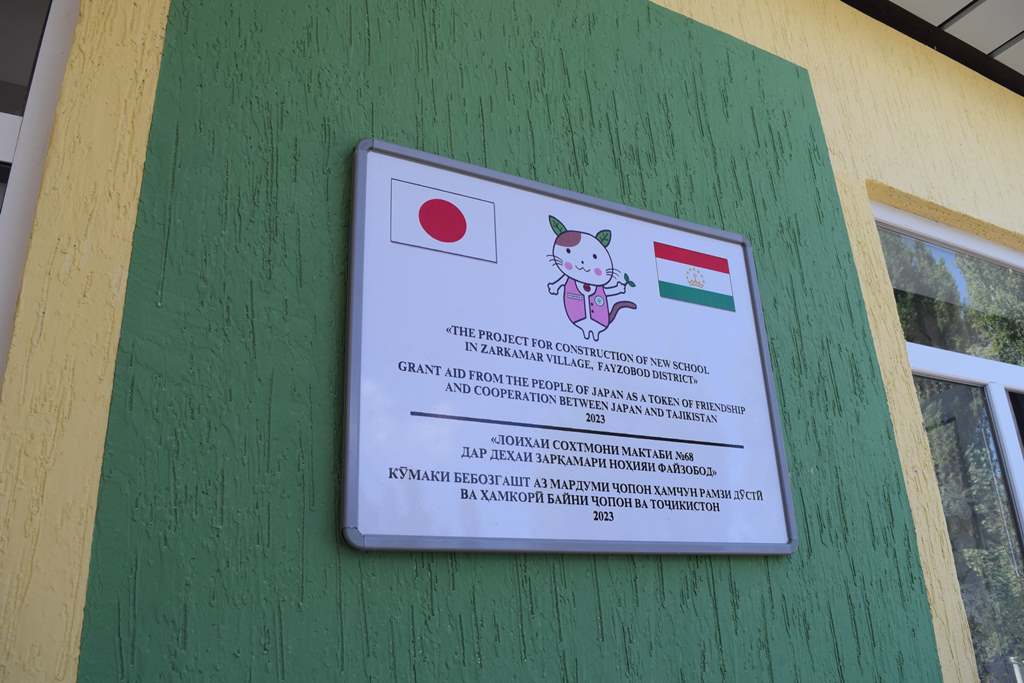 «THE PROJECT FOR CONSTRUCTION OF NEW SCHOOL
IN ZARKAMAR VILLAGE, FAYZOBOD DISTRICT»
GRANT AID FROM THE PEOPLE OF JAPAN AS A TOKEN OF FRIENDSHIP
AND COOPERATION BETWEEN JAPAN AND TAJIKISTAN
2023
«ЛОИҲАИ СОХТМОНИ МАКТАБИ №68
ДАР ДЕҲАИ ЗАРҚАМАРИ НОҲИЯИ ФАЙЗОБОД»
КӮМАКИ БЕБОЗГАШТ АЗ МАРДУМИ ҶОПОН ҲАМЧУН РАМЗИ ДӮСТӢ
ВА ҲАМКОРӢ БАЙНИ ҶОПОН ВА ТОҶИКИСТОН
2023